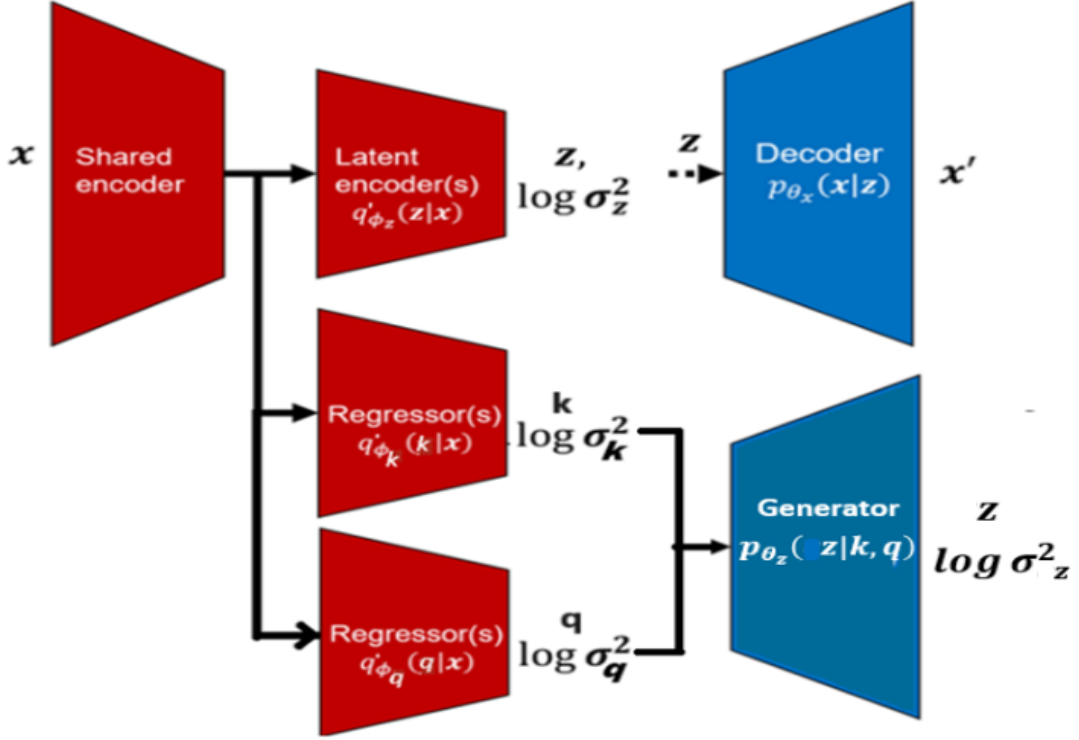 x
Shared
encoder
Latent
encoder(s)
q'ϕz(z|x)
z,
log σ²z
z
Decoder
pθx(x|z)
x′
Regressor(s)
q'ϕk(k|x)
k
log σ²k
Regressor(s)
q'ϕq(q|x)
q
log σ²q
Generator
pθz( z|k, q)
z
log σ²z